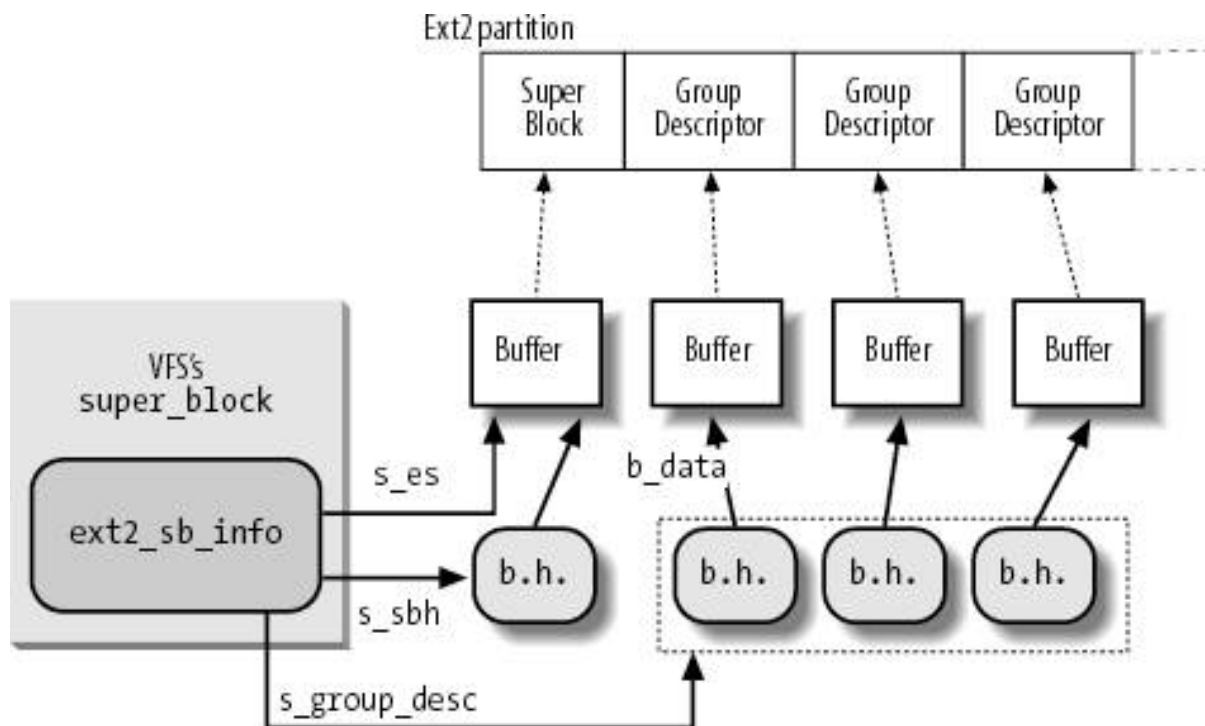 Ext2 partition
Super
Block
Group
Descriptor
Group
Descriptor
Group
Descriptor
Buffer
Buffer
Buffer
Buffer
VFS's
super_block
s_es
b_data
ext2_sb_info
b.h.
b.h.
b.h.
b.h.
s_sbh
s_group_desc